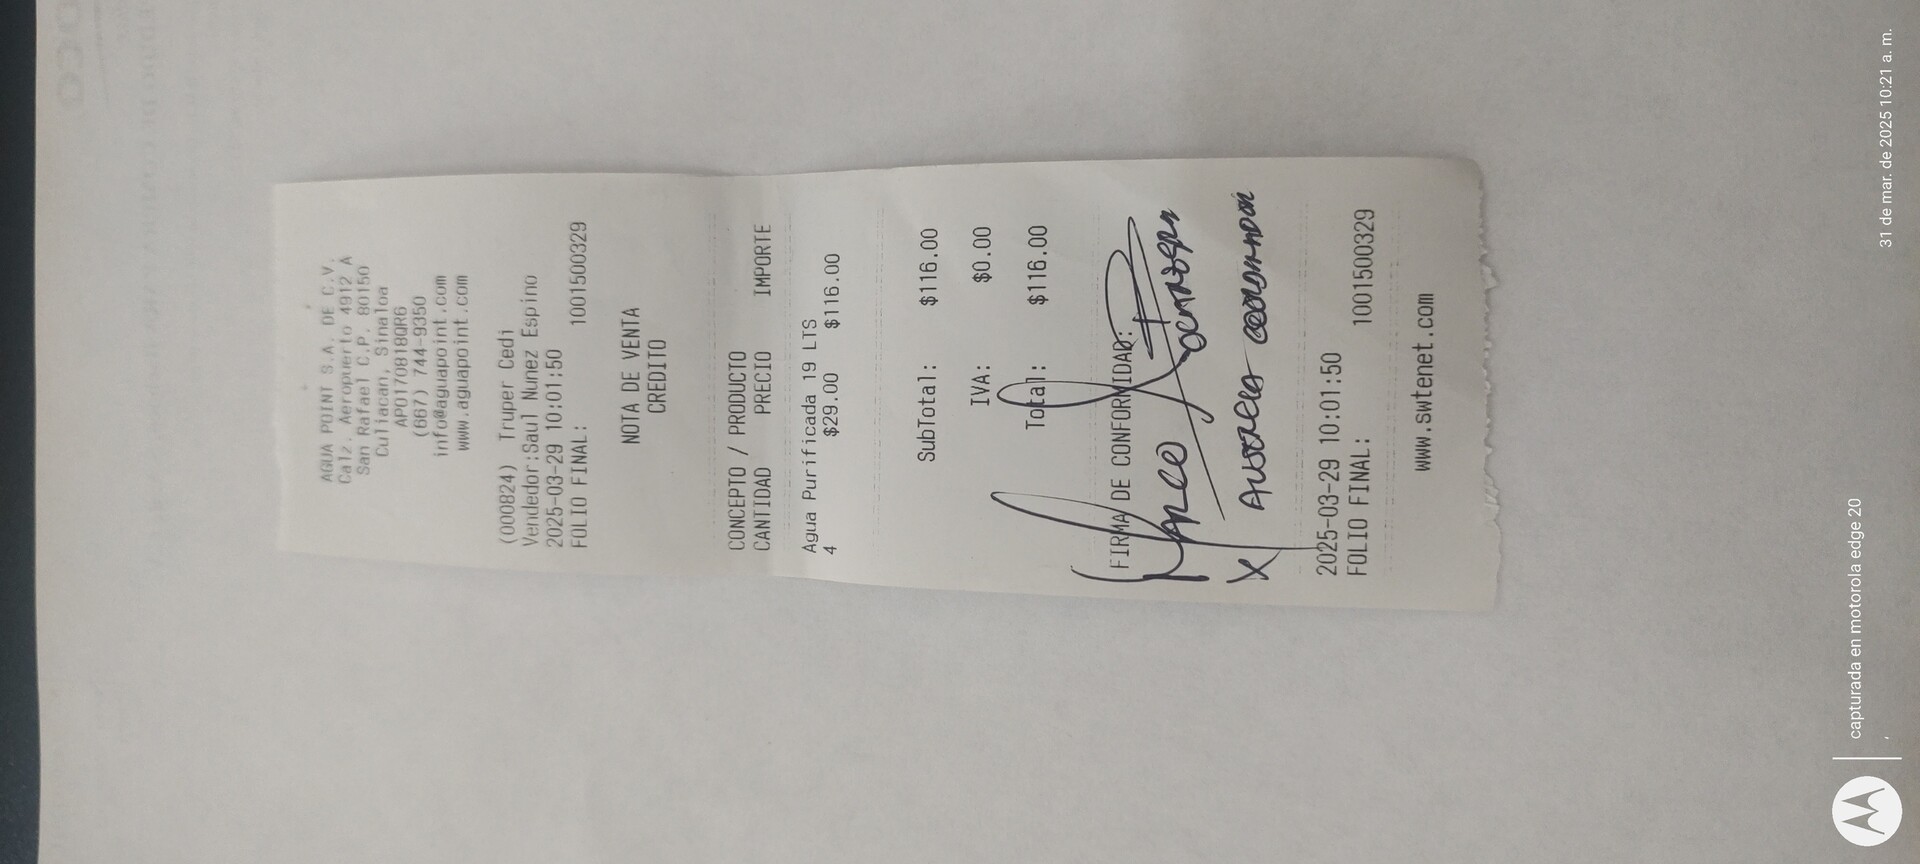 AGUA POINT S.A. DE C.V.
Calz. Aeropuerto 4912 A
San Rafael C.P. 80150
Culiacan, Sinaloa
APO170818QR6
(667) 744-9350
info@aguapoint.com
www.aguapoint.com
(000824) Truper Cedi
Vendedor:Saul Nunez Espino
2025-03-29 10:01:50
FOLIO FINAL: 1001500329
NOTA DE VENTA
CREDITO
CONCEPTO / PRODUCTO
CANTIDAD PRECIO IMPORTE
Agua Purificada 19 LTS
4 $29.00 $116.00
SubTotal: $116.00
IVA: $0.00
Total: $116.00
FIRMA DE CONFORMIDAD:
Marco
X
2025-03-29 10:01:50
FOLIO FINAL: 1001500329
www.swtenet.com
capturada en motorola edge 20
31 de mar. de 2025 10:21 a. m.